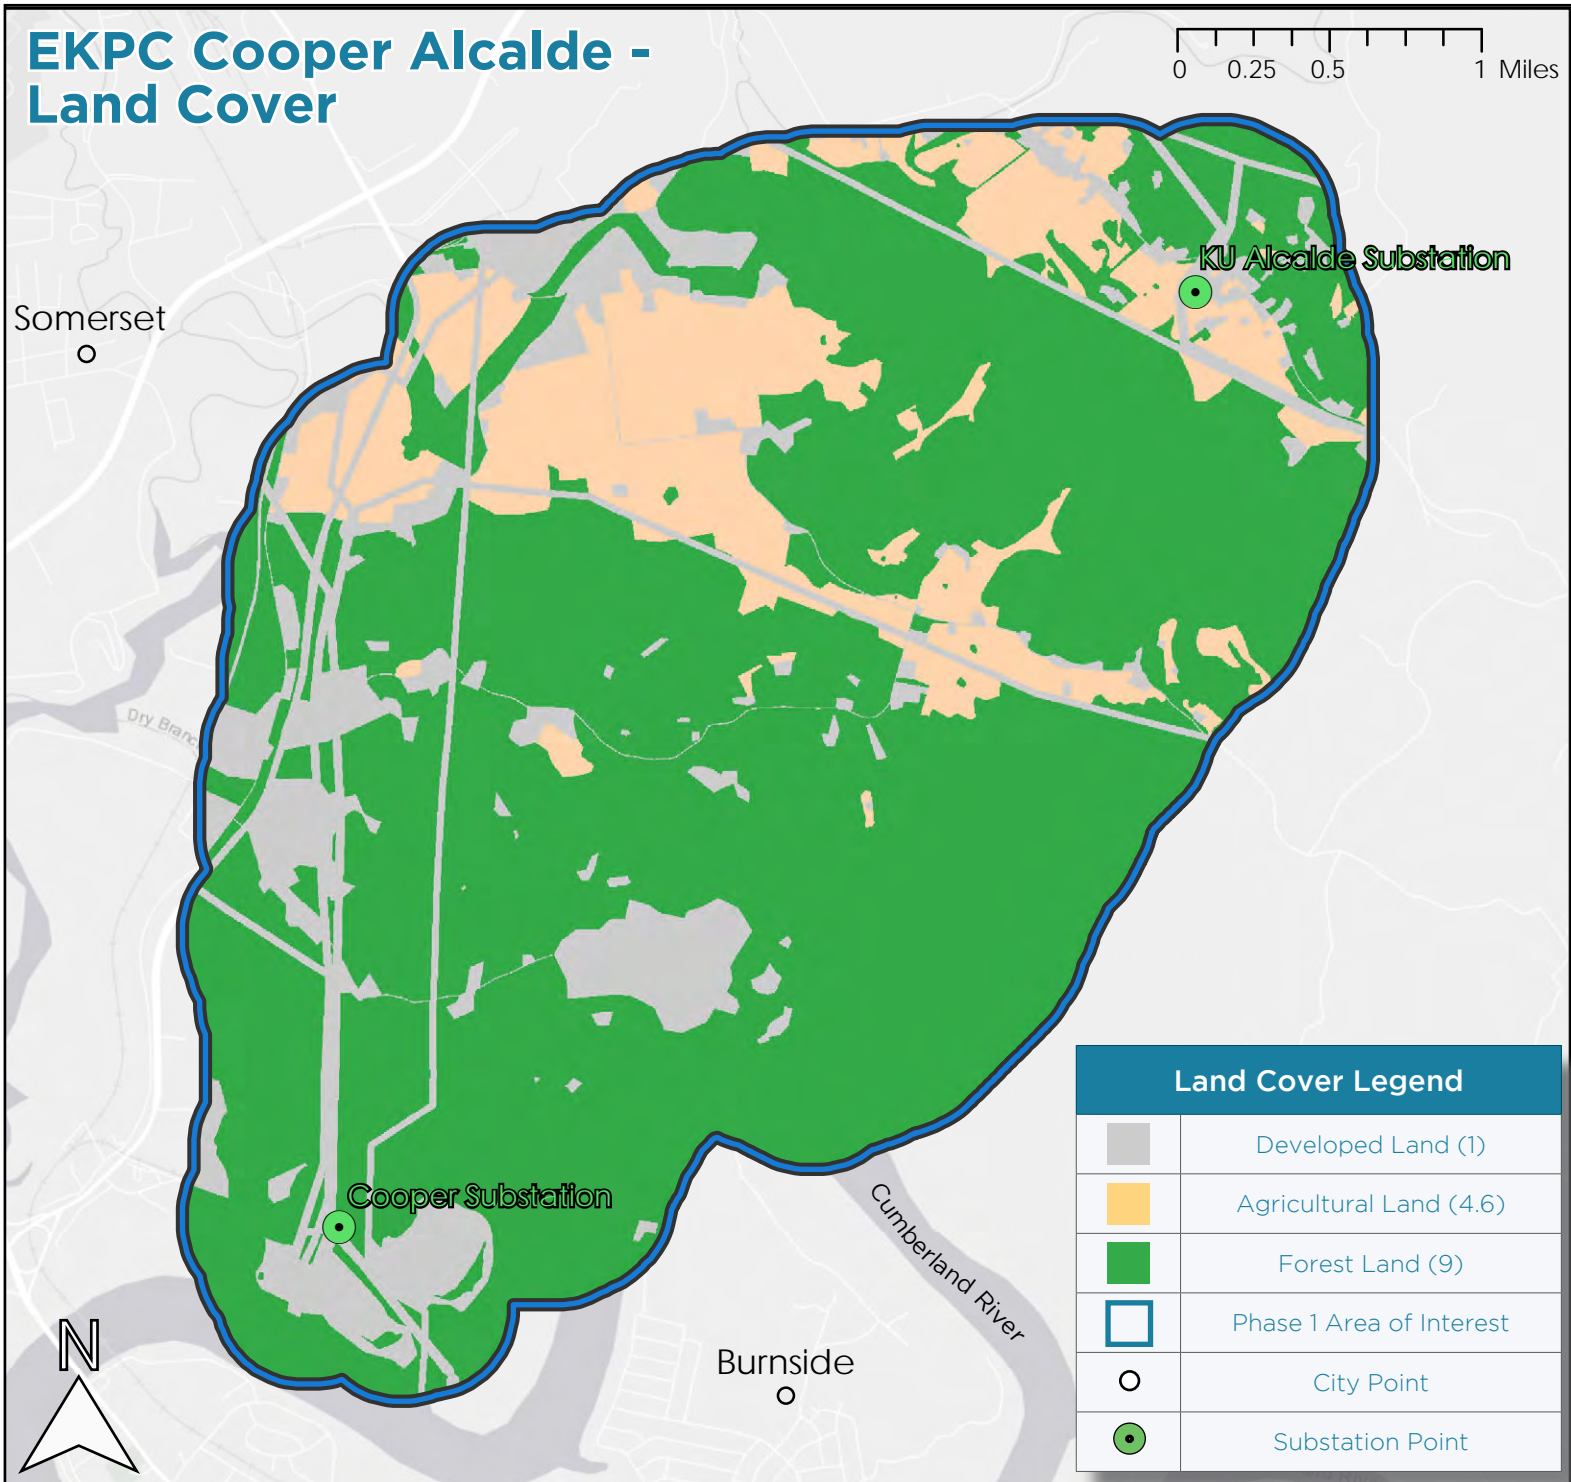 EKPC Cooper Alcalde -
Land Cover
0 0.25 0.5 1 Miles
KU Alcalde Substation
Somerset
Dry Branch
Cooper Substation
Cumberland River
Burnside
N
Land Cover Legend
Developed Land (1)
Agricultural Land (4.6)
Forest Land (9)
Phase 1 Area of Interest
City Point
Substation Point